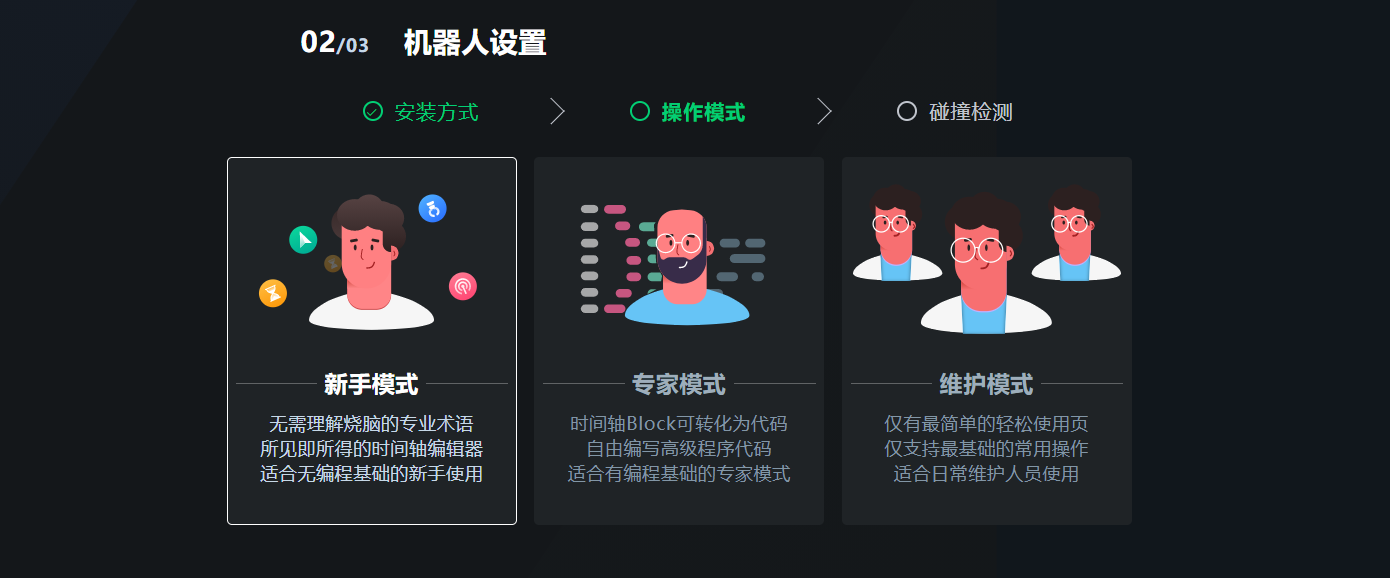 02/03 机器人设置
安装方式 操作模式 碰撞检测
新手模式
无需理解烧脑的专业术语
所见即所得的时间轴编辑器
适合无编程基础的新手使用
专家模式
时间轴Block可转化为代码
自由编写高级程序代码
适合有编程基础的专家模式
维护模式
仅有最简单的轻松使用页
仅支持最基础的常用操作
适合日常维护人员使用